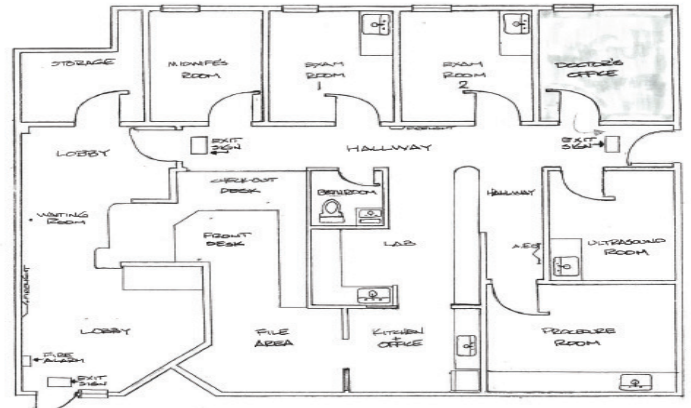 STORAGE
MIDWIFE'S
ROOM
EXAM
ROOM
1
EXAM
ROOM
2
DOCTOR'S
OFFICE
LOBBY
EXIT
SIGN
HALLWAY
EXIT
SIGN
CHECKOUT
DESK
BATHROOM
HALLWAY
WAITING
ROOM
FRONT
DESK
LAB
A.E.D.
ULTRASOUND
ROOM
LOBBY
FILE
AREA
KITCHEN
+
OFFICE
PROCEDURE
ROOM
FIRE
ALARM
EXIT
SIGN